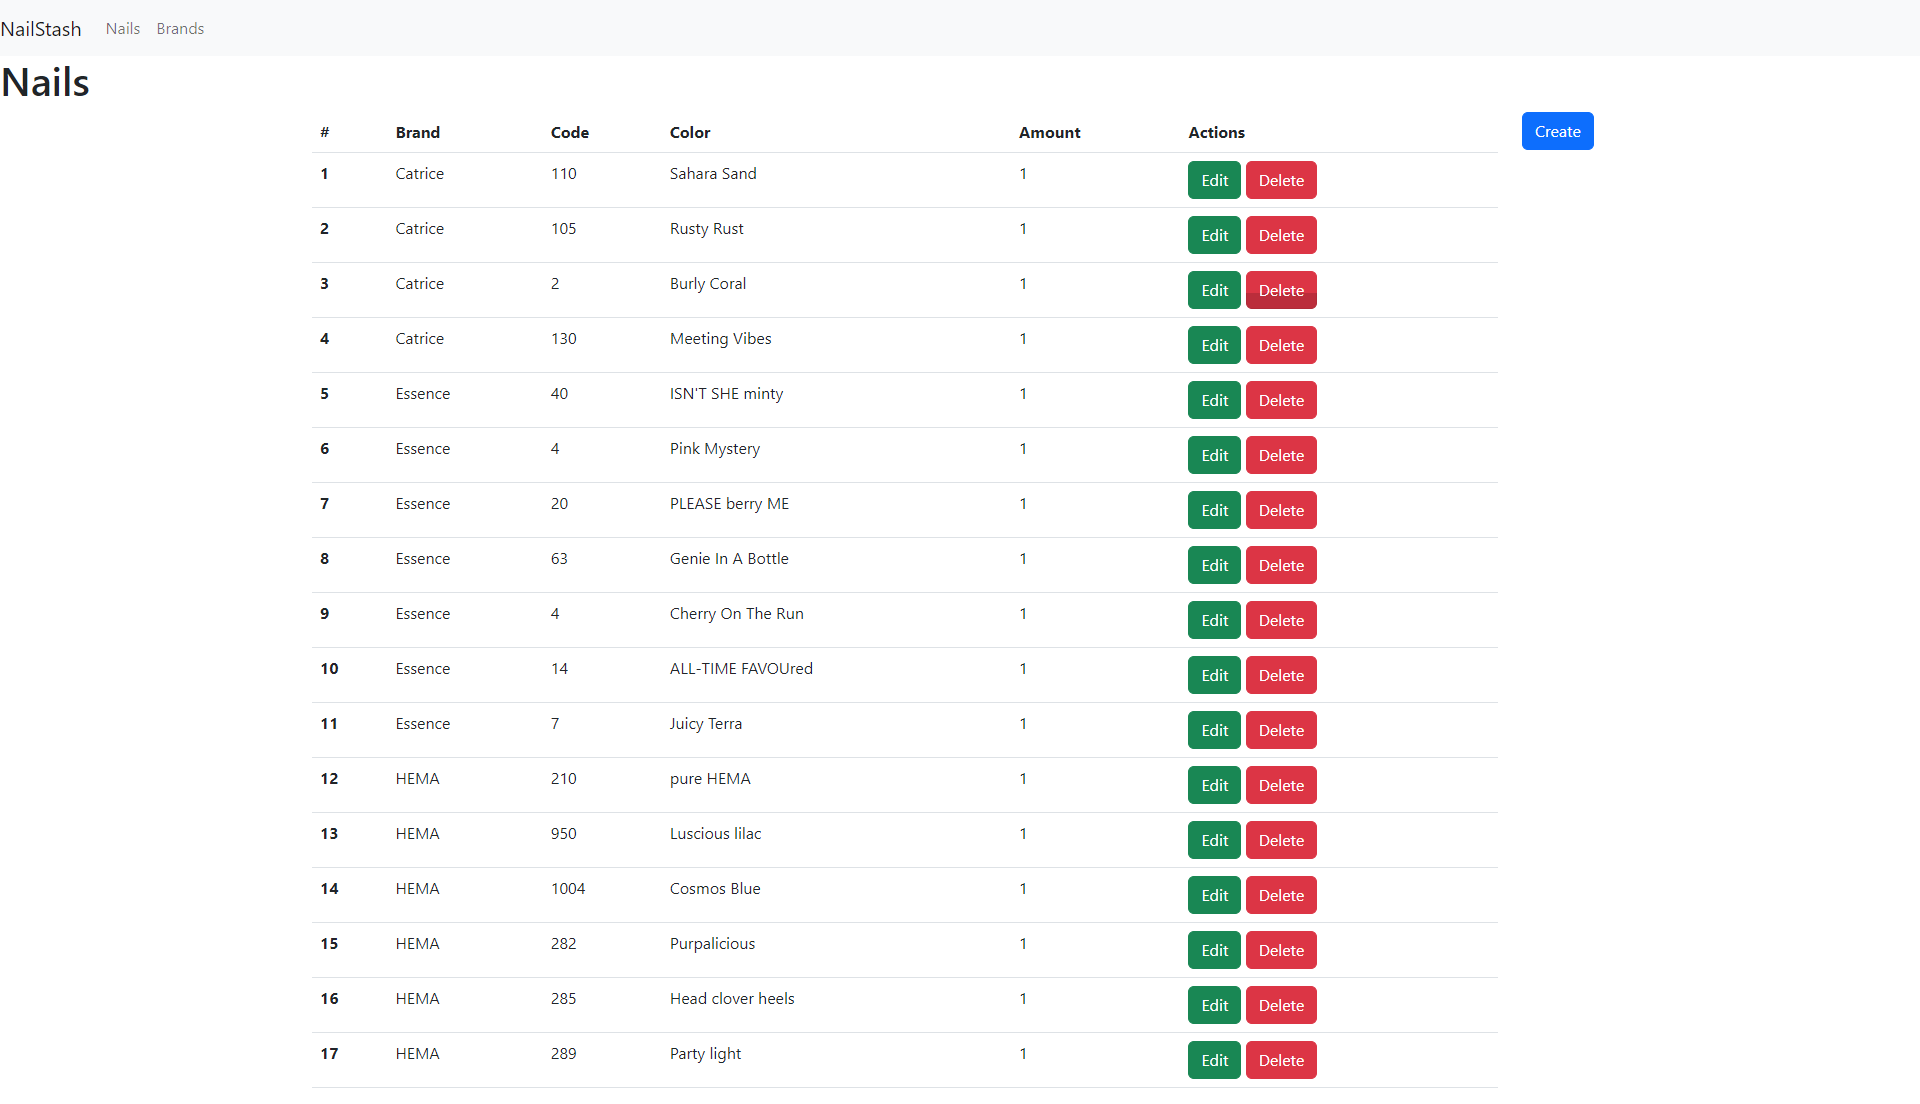 NailStash Nails Brands
Nails
# Brand Code Color Amount Actions Create
1 Catrice 110 Sahara Sand 1 Edit Delete
2 Catrice 105 Rusty Rust 1 Edit Delete
3 Catrice 2 Burly Coral 1 Edit Delete
4 Catrice 130 Meeting Vibes 1 Edit Delete
5 Essence 40 ISN'T SHE minty 1 Edit Delete
6 Essence 4 Pink Mystery 1 Edit Delete
7 Essence 20 PLEASE berry ME 1 Edit Delete
8 Essence 63 Genie In A Bottle 1 Edit Delete
9 Essence 4 Cherry On The Run 1 Edit Delete
10 Essence 14 ALL-TIME FAVOUred 1 Edit Delete
11 Essence 7 Juicy Terra 1 Edit Delete
12 HEMA 210 pure HEMA 1 Edit Delete
13 HEMA 950 Luscious lilac 1 Edit Delete
14 HEMA 1004 Cosmos Blue 1 Edit Delete
15 HEMA 282 Purpalicious 1 Edit Delete
16 HEMA 285 Head clover heels 1 Edit Delete
17 HEMA 289 Party light 1 Edit Delete